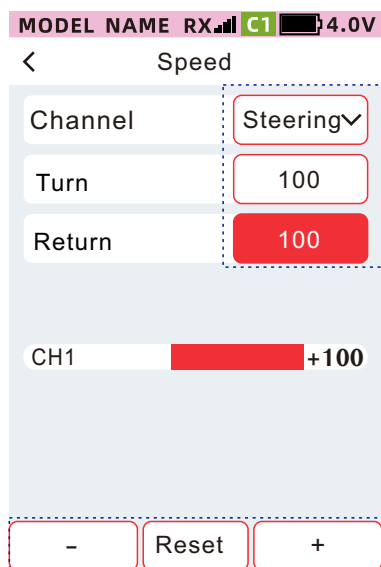 MODEL NAME RX C1 4.0V
< Speed
Channel Steering
Turn 100
Return 100
CH1 +100
- Reset +